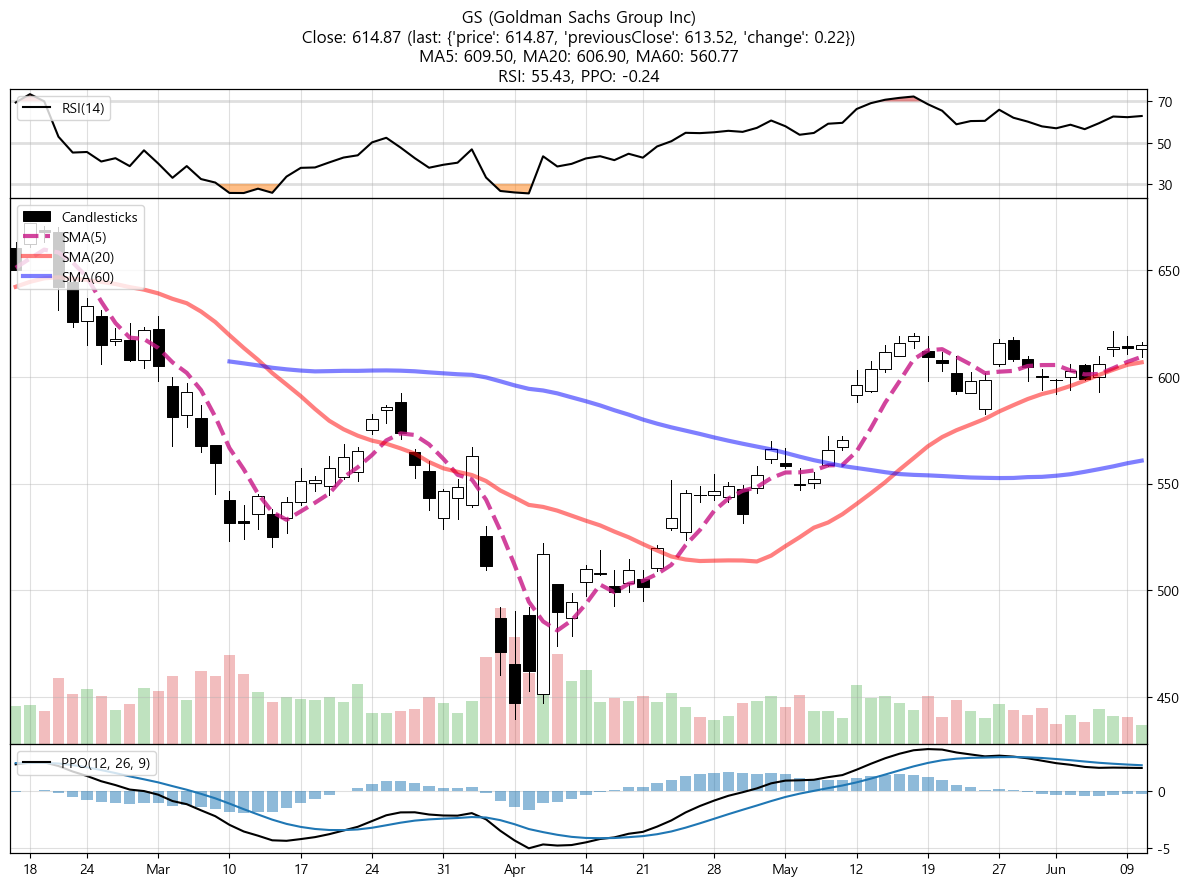 GS (Goldman Sachs Group Inc)
Close: 614.87 (last: {'price': 614.87, 'previousClose': 613.52, 'change': 0.22})
MA5: 609.50, MA20: 606.90, MA60: 560.77
RSI: 55.43, PPO: -0.24
RSI(14)
70
50
30
Candlesticks
SMA(5)
SMA(20)
SMA(60)
650
600
550
500
450
PPO(12, 26, 9)
0
-5
18 24 Mar 10 17 24 31 Apr 14 21 28 May 12 19 27 Jun 09